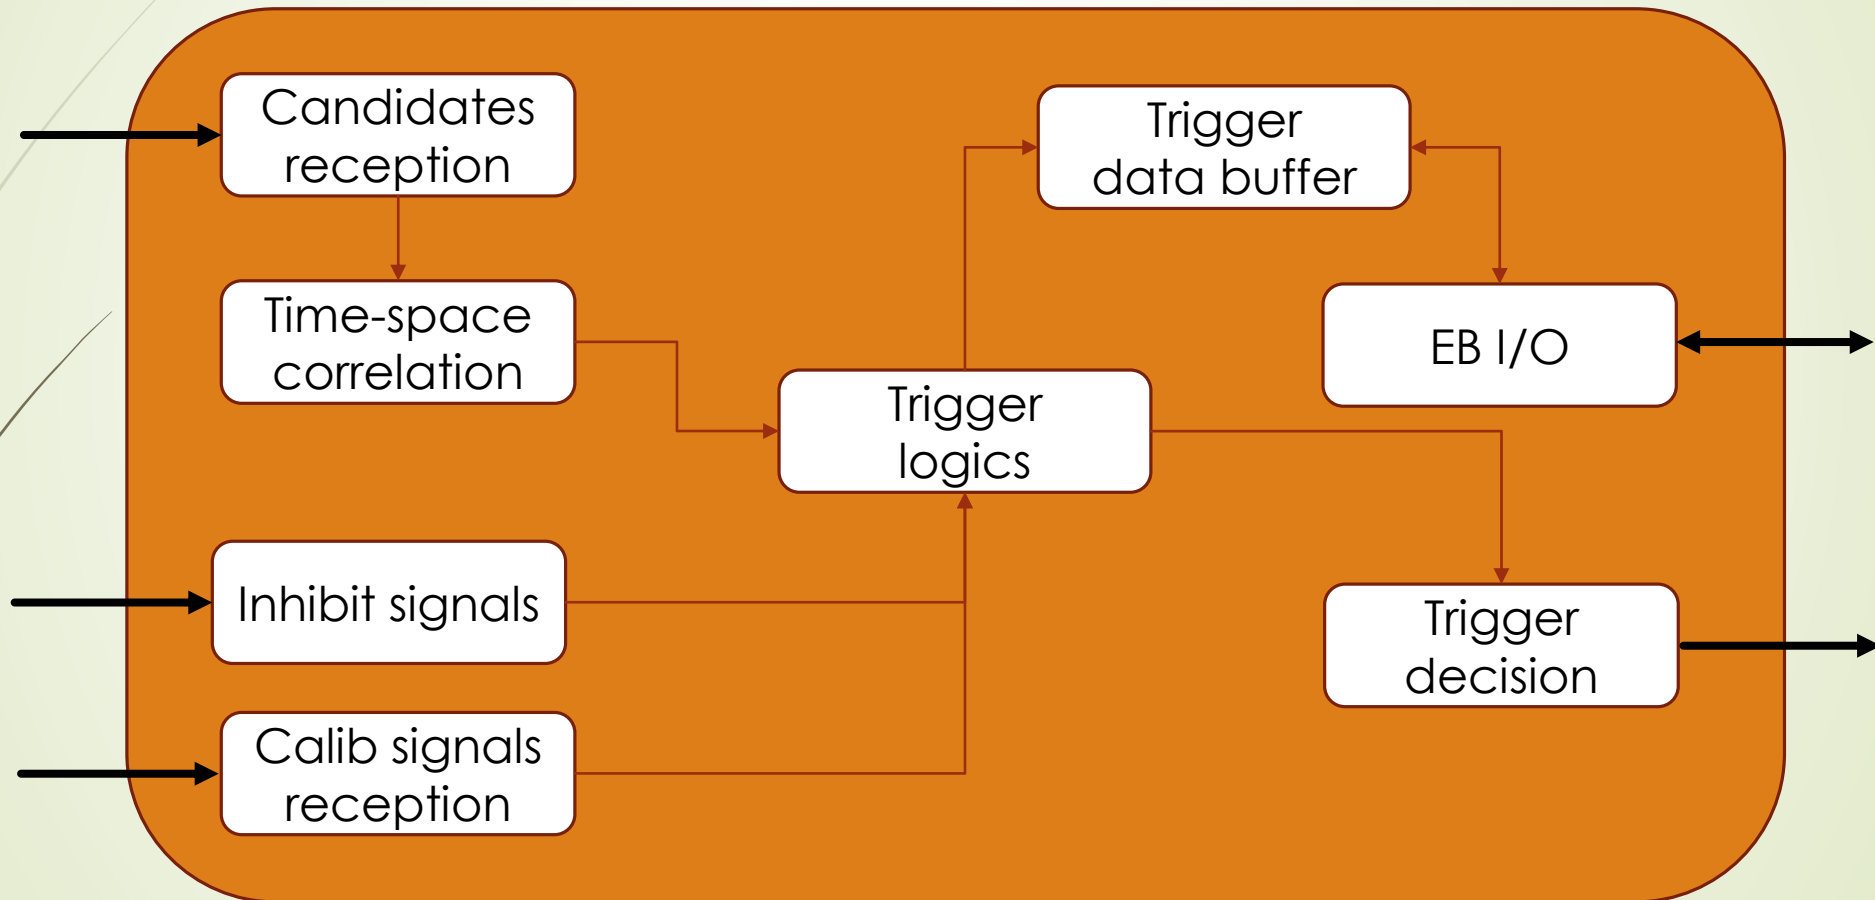 Candidates
reception
Trigger
data buffer
Time-space
correlation
EB I/O
Trigger
logics
Inhibit signals
Trigger
decision
Calib signals
reception